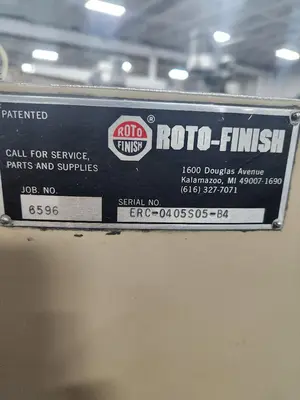 PATENTED
ROTO
FINISH
®
ROTO-FINISH
CALL FOR SERVICE,
PARTS AND SUPPLIES
1600 Douglas Avenue
Kalamazoo, MI 49007-1690
(616) 327-7071
JOB. NO.
SERIAL NO.
6596
ERC-0405S05-B4